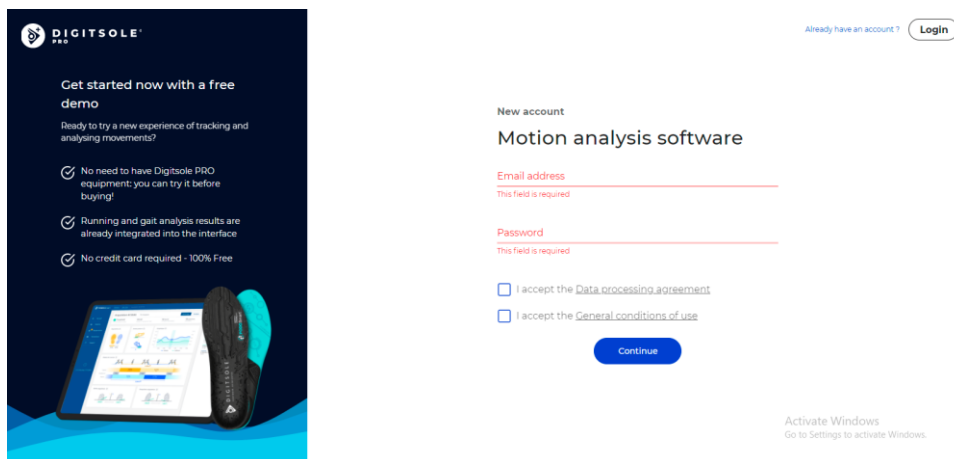 DIGITSOLE
PRO
Get started now with a free
demo
Ready to try a new experience of tracking and
analysing movements?
No need to have Digitsole PRO
equipment: you can try it before
buying!
Running and gait analysis results are
already integrated into the interface
No credit card required - 100% Free
DIGITSOLE
Already have an account ?
Login
New account
Motion analysis software
Email address
This field is required
Password
This field is required
I accept the Data processing agreement
I accept the General conditions of use
Continue
Activate Windows
Go to Settings to activate Windows.